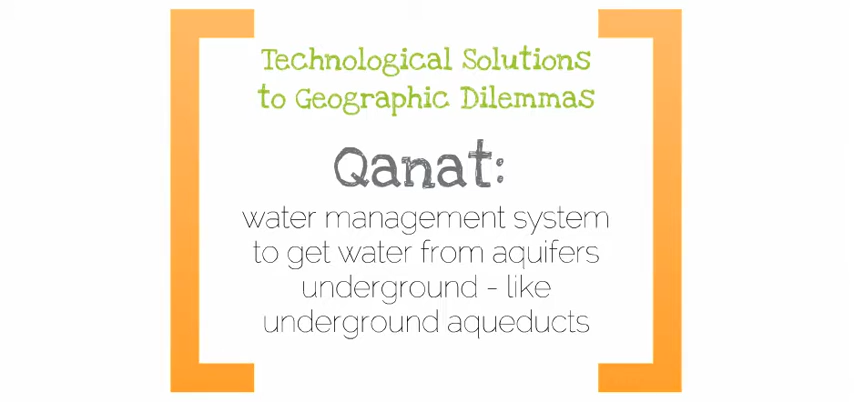 Technological Solutions
to Geographic Dilemmas
Qanat:
water management system
to get water from aquifers
underground - like
underground aqueducts